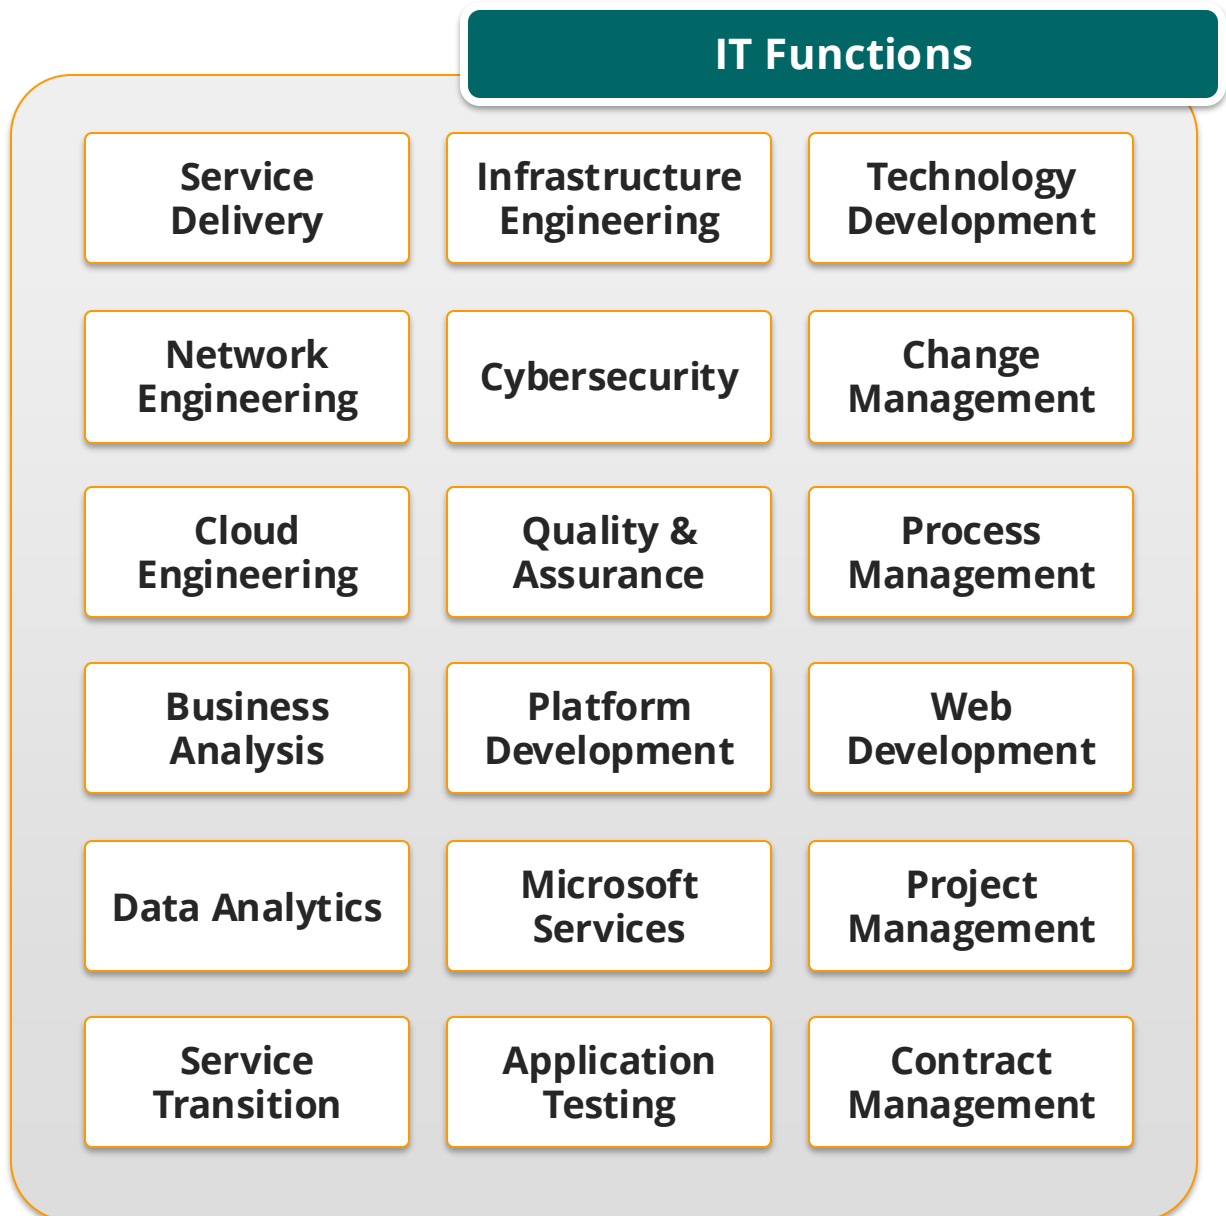 IT Functions
Service
Delivery
Infrastructure
Engineering
Technology
Development
Network
Engineering
Cybersecurity
Change
Management
Cloud
Engineering
Quality &
Assurance
Process
Management
Business
Analysis
Platform
Development
Web
Development
Data Analytics
Microsoft
Services
Project
Management
Service
Transition
Application
Testing
Contract
Management